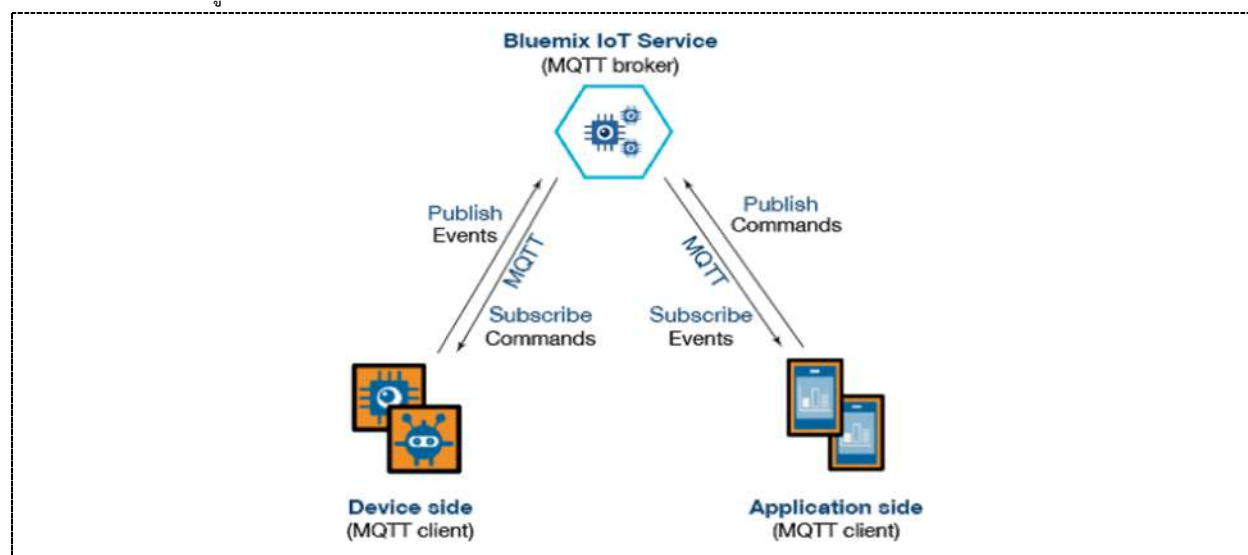 Bluemix IoT Service
(MQTT broker)
Publish
Events
MQTT
Subscribe
Commands
Publish
Commands
MQTT
Subscribe
Events
Device side
(MQTT client)
Application side
(MQTT client)